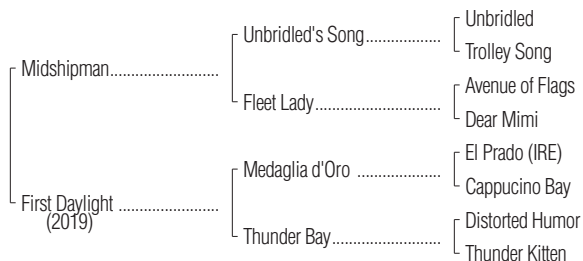 Unbridled
Unbridled's Song....................
Trolley Song
Midshipman.............................
Avenue of Flags
Fleet Lady.................................
Dear Mimi
El Prado (IRE)
Medaglia d'Oro ......................
Cappucino Bay
First Daylight ...........................
(2019)
Distorted Humor
Thunder Bay............................
Thunder Kitten